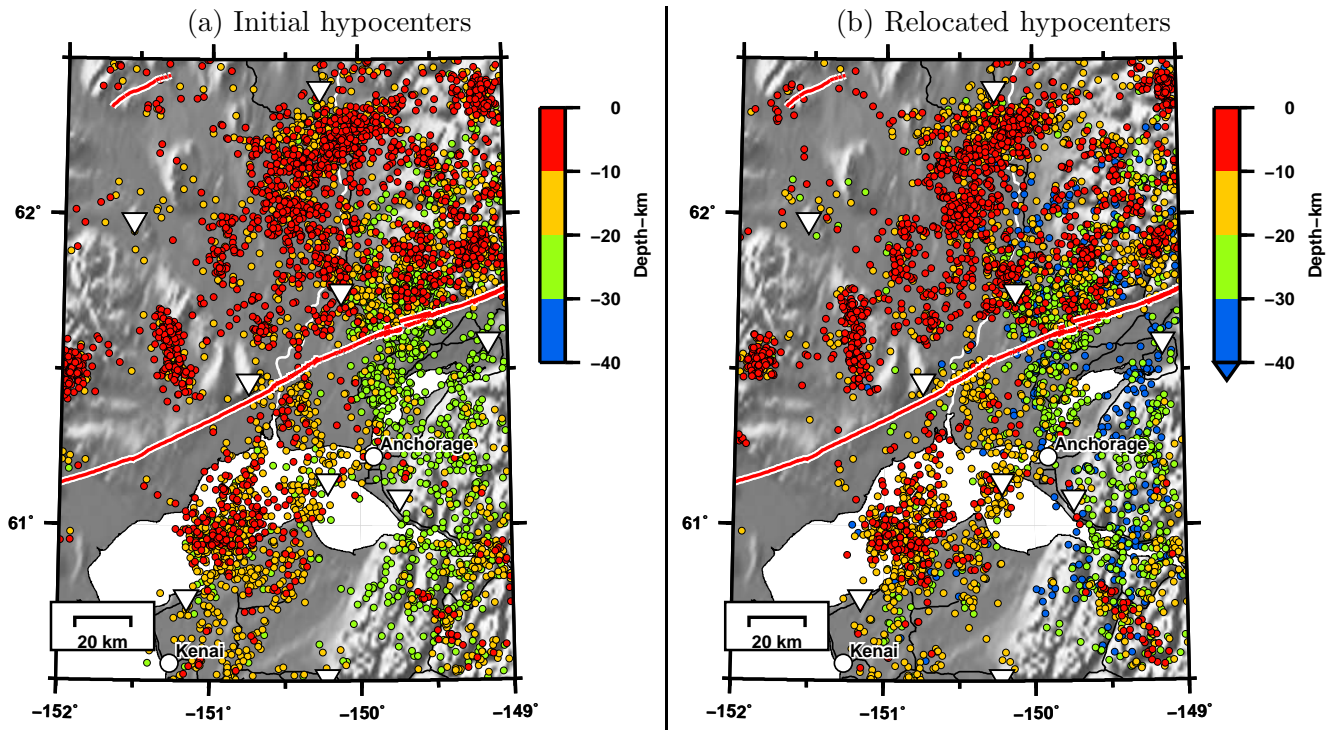 (a) Initial hypocenters
(b) Relocated hypocenters
0
−10
−20
−30
−40
Depth−km
0
−10
−20
−30
−40
Depth−km
62˚
61˚
62˚
61˚
Anchorage
Anchorage
20 km
Kenai
20 km
Kenai
−152˚ −151˚ −150˚ −149˚
−152˚ −151˚ −150˚ −149˚